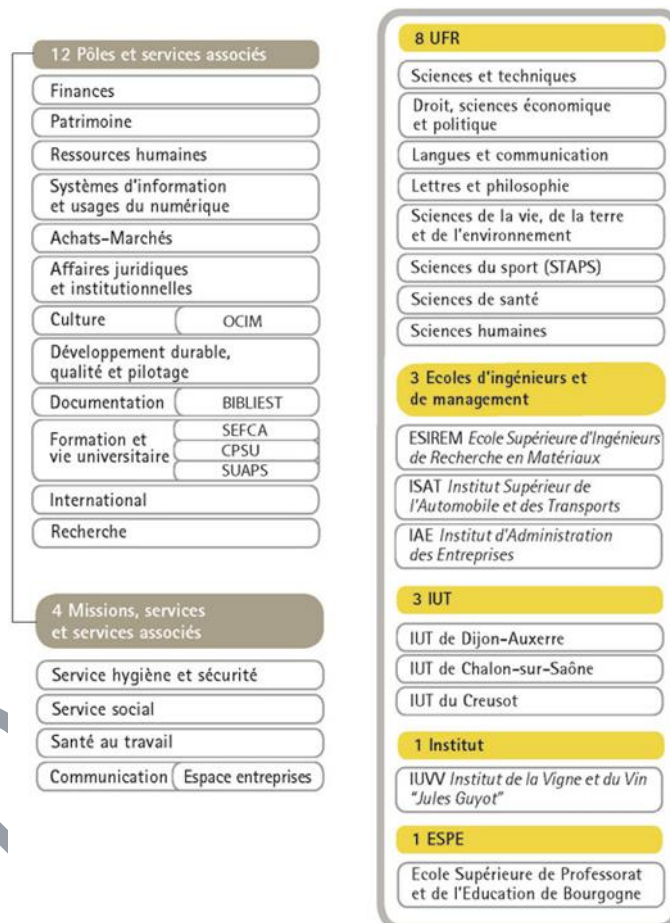 12 Pôles et services associés
Finances
Patrimoine
Ressources humaines
Systèmes d'information
et usages du numérique
Achats-Marchés
Affaires juridiques
et institutionnelles
Culture OCIM
Développement durable,
qualité et pilotage
Documentation BIBLIEST
Formation et
vie universitaire
SEFCA
CPSU
SUAPS
International
Recherche
4 Missions, services
et services associés
Service hygiène et sécurité
Service social
Santé au travail
Communication Espace entreprises
8 UFR
Sciences et techniques
Droit, sciences économique
et politique
Langues et communication
Lettres et philosophie
Sciences de la vie, de la terre
et de l'environnement
Sciences du sport (STAPS)
Sciences de santé
Sciences humaines
3 Ecoles d'ingénieurs et
de management
ESIREM Ecole Supérieure d'Ingénieurs
de Recherche en Matériaux
ISAT Institut Supérieur de
l'Automobile et des Transports
IAE Institut d'Administration
des Entreprises
3 IUT
IUT de Dijon-Auxerre
IUT de Chalon-sur-Saône
IUT du Creusot
1 Institut
IUVV Institut de la Vigne et du Vin
"Jules Guyot"
1 ESPE
Ecole Supérieure de Professorat
et de l'Education de Bourgogne